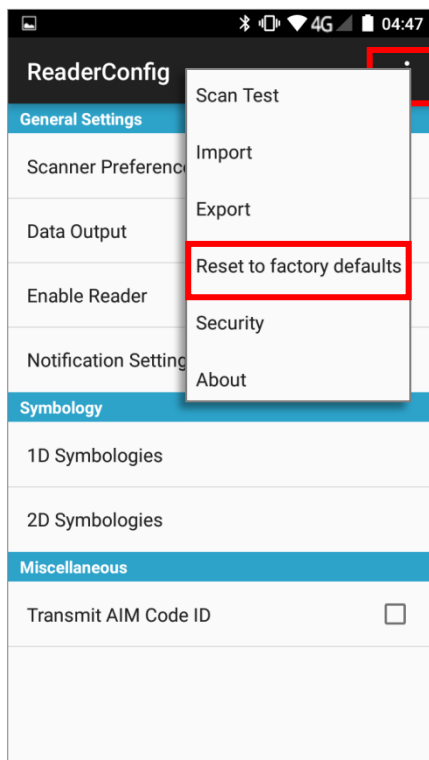 4G 04:47
ReaderConfig
Scan Test
General Settings
Import
Scanner Preferenc
Export
Data Output
Reset to factory defaults
Enable Reader
Security
Notification Setting
About
Symbology
1D Symbologies
2D Symbologies
Miscellaneous
Transmit AIM Code ID